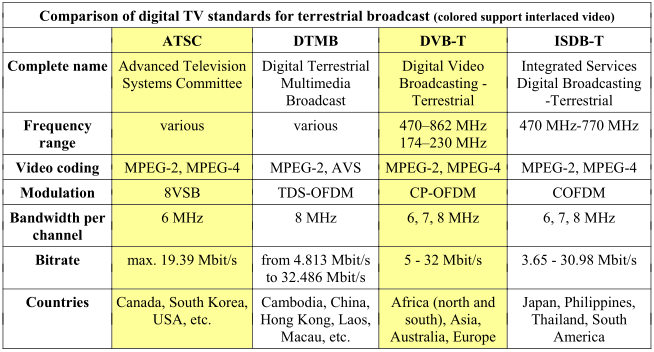 Comparison of digital TV standards for terrestrial broadcast (colored support interlaced video)
ATSC DTMB DVB-T ISDB-T
Complete name Advanced Television Systems Committee Digital Terrestrial Multimedia Broadcast Digital Video Broadcasting - Terrestrial Integrated Services Digital Broadcasting -Terrestrial
Frequency range various various 470–862 MHz 174–230 MHz 470 MHz-770 MHz
Video coding MPEG-2, MPEG-4 MPEG-2, AVS MPEG-2, MPEG-4 MPEG-2, MPEG-4
Modulation 8VSB TDS-OFDM CP-OFDM COFDM
Bandwidth per channel 6 MHz 8 MHz 6, 7, 8 MHz 6, 7, 8 MHz
Bitrate max. 19.39 Mbit/s from 4.813 Mbit/s to 32.486 Mbit/s 5 - 32 Mbit/s 3.65 - 30.98 Mbit/s
Countries Canada, South Korea, USA, etc. Cambodia, China, Hong Kong, Laos, Macau, etc. Africa (north and south), Asia, Australia, Europe Japan, Philippines, Thailand, South America